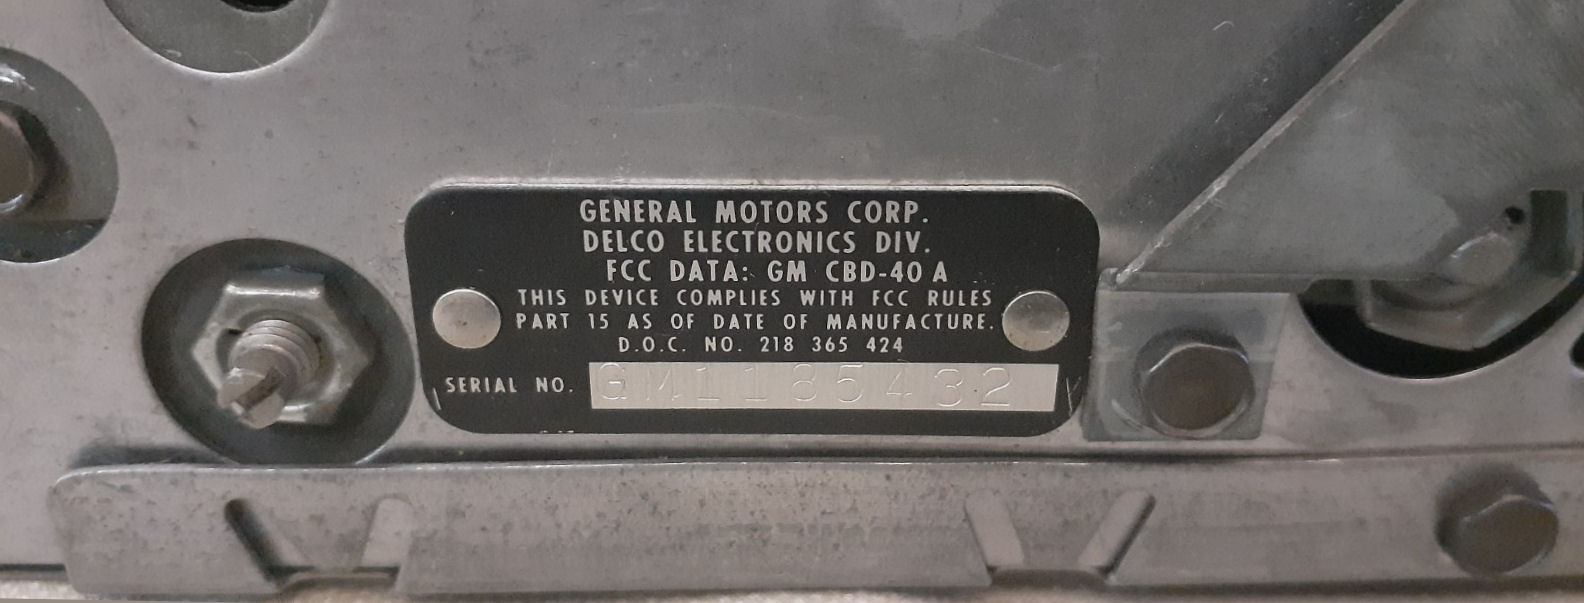 GENERAL MOTORS CORP.
DELCO ELECTRONICS DIV.
FCC DATA: GM CBD-40 A
THIS DEVICE COMPLIES WITH FCC RULES
PART 15 AS OF DATE OF MANUFACTURE.
D.O.C. NO. 218 365 424
SERIAL NO. GM1185432